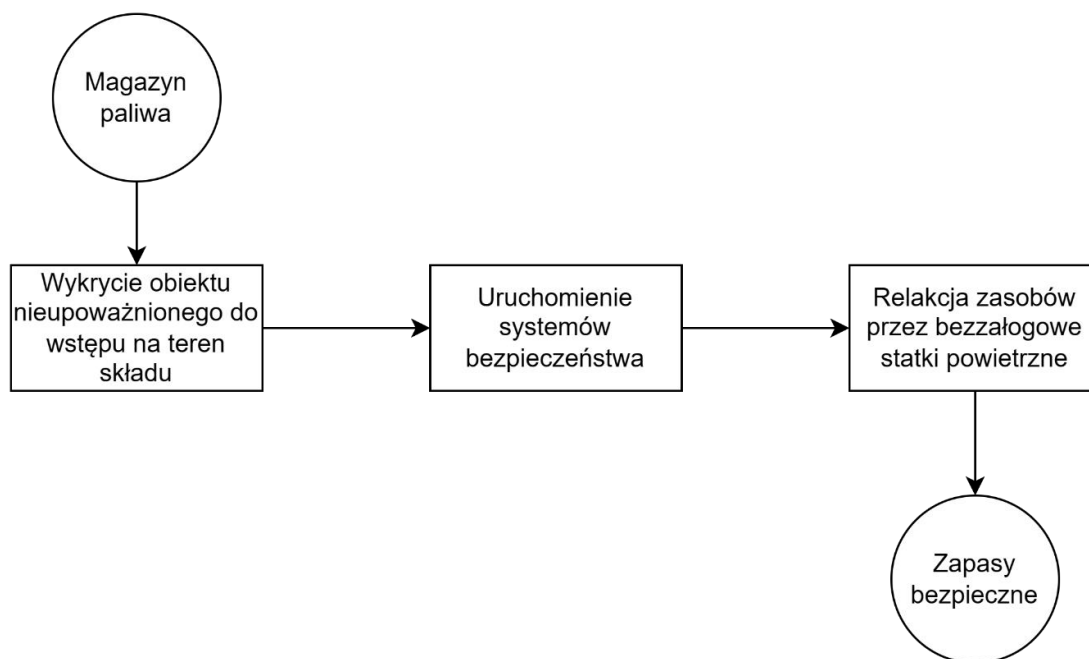 Magazyn
paliwa
Wykrycie obiektu
nieupoważnionego do
wstępu na teren
składu
Uruchomienie
systemów
bezpieczeństwa
Relakcja zasobów
przez bezzałogowe
statki powietrzne
Zapasy
bezpieczne